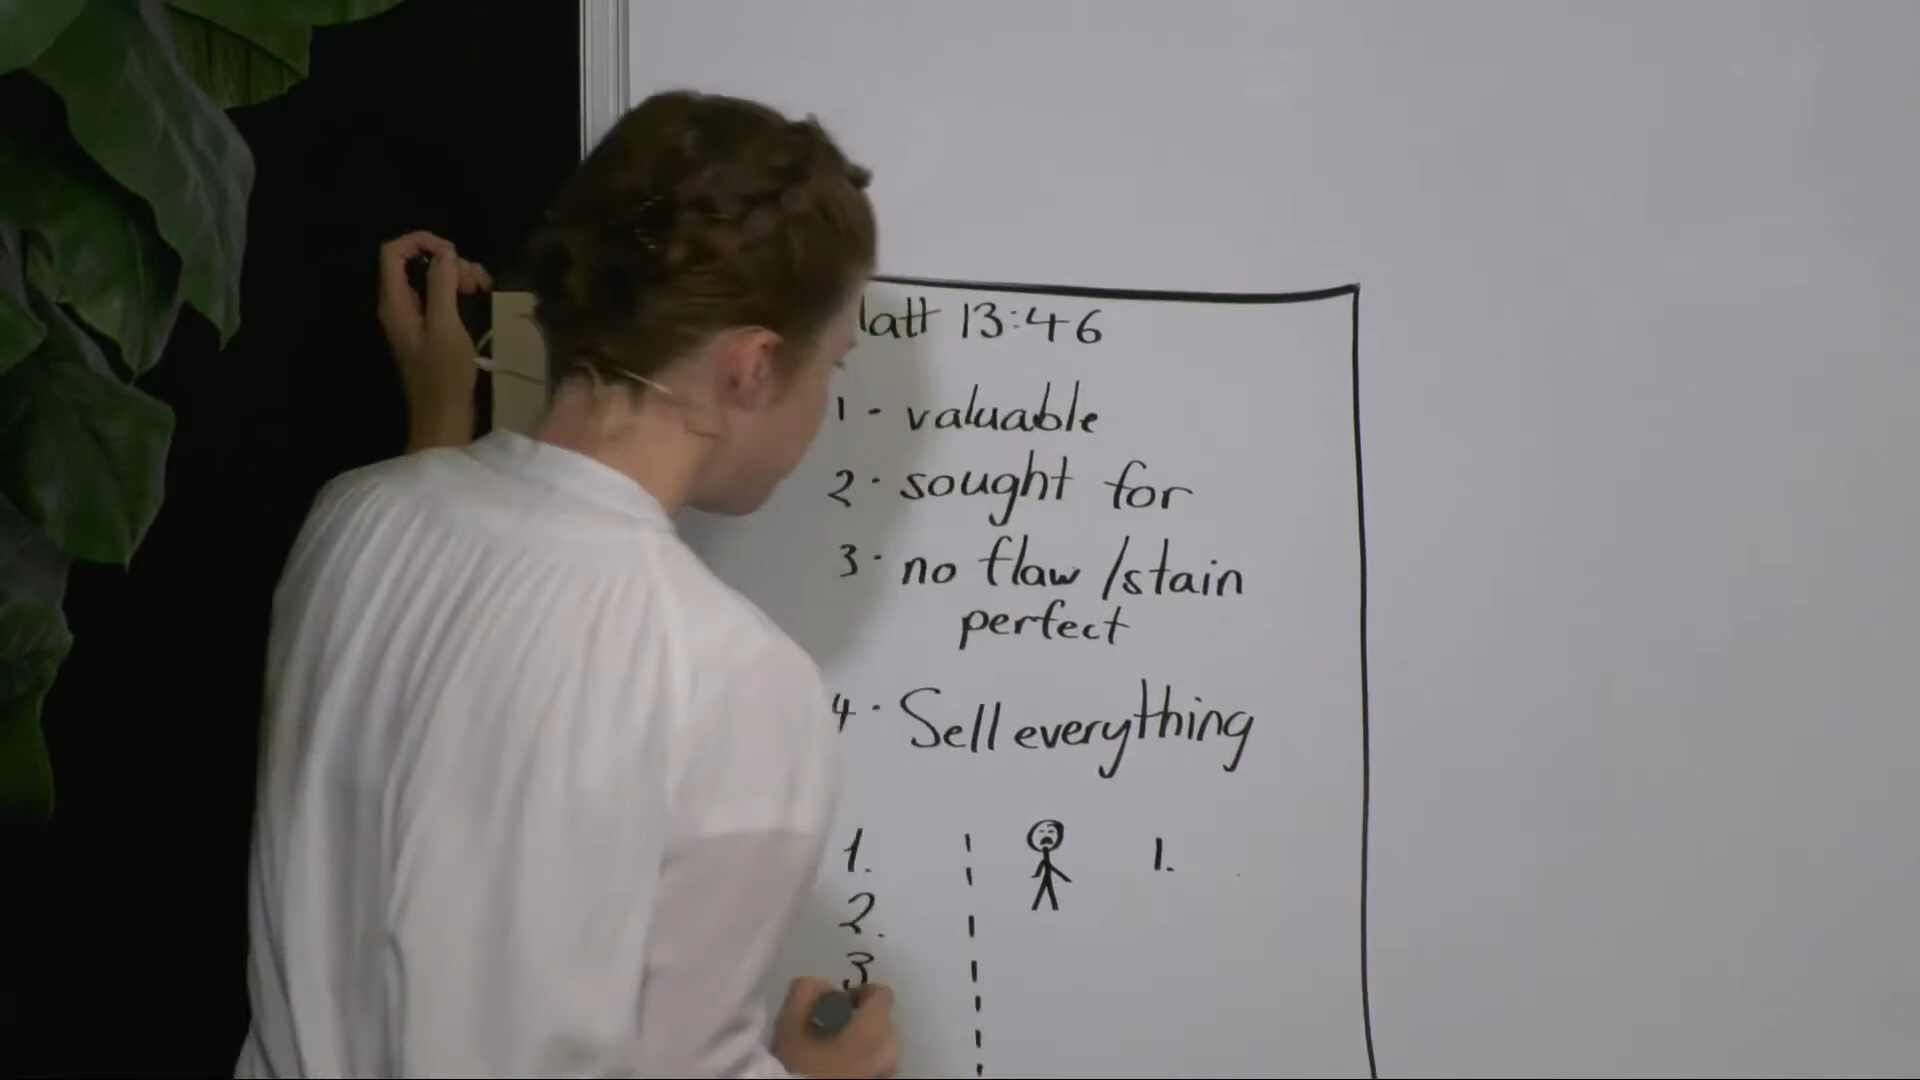 13:46
1 - valuable
2 · sought for
3 · no flaw /stain
perfect
4 · Sell everything
1. 1.
2.
3